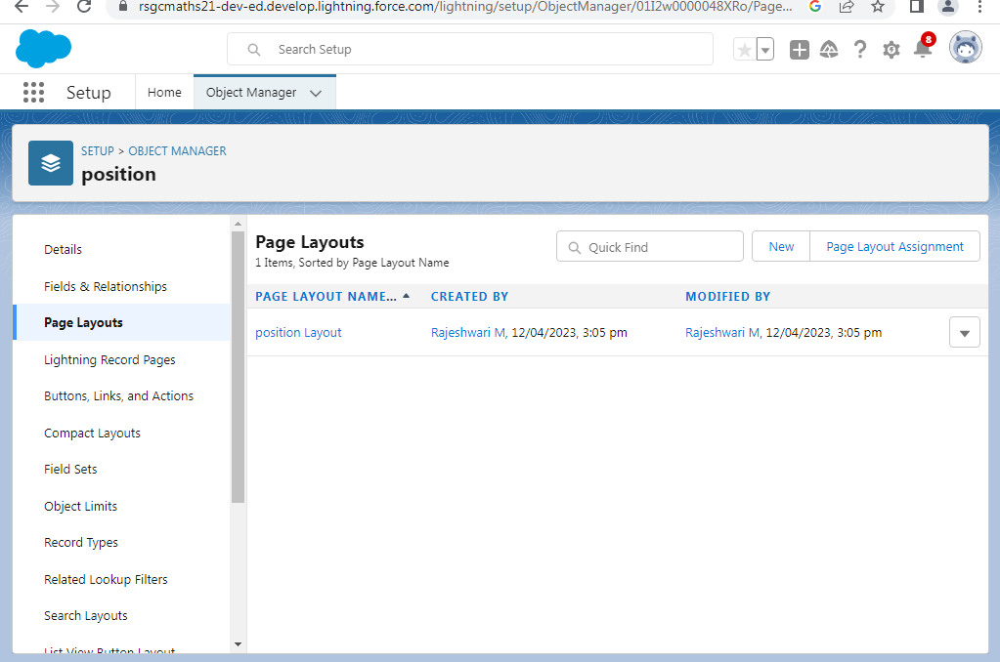 rsgcmaths21-dev-ed.develop.lightning.force.com/lightning/setup/ObjectManager/01I2w0000048XRo/Page...
Search Setup
8
Setup
Home
Object Manager
SETUP > OBJECT MANAGER
position
Details
Fields & Relationships
Page Layouts
Lightning Record Pages
Buttons, Links, and Actions
Compact Layouts
Field Sets
Object Limits
Record Types
Related Lookup Filters
Search Layouts
List View Button Layout
Page Layouts
1 Items, Sorted by Page Layout Name
Quick Find
New
Page Layout Assignment
PAGE LAYOUT NAME... CREATED BY MODIFIED BY
position Layout Rajeshwari M, 12/04/2023, 3:05 pm Rajeshwari M, 12/04/2023, 3:05 pm